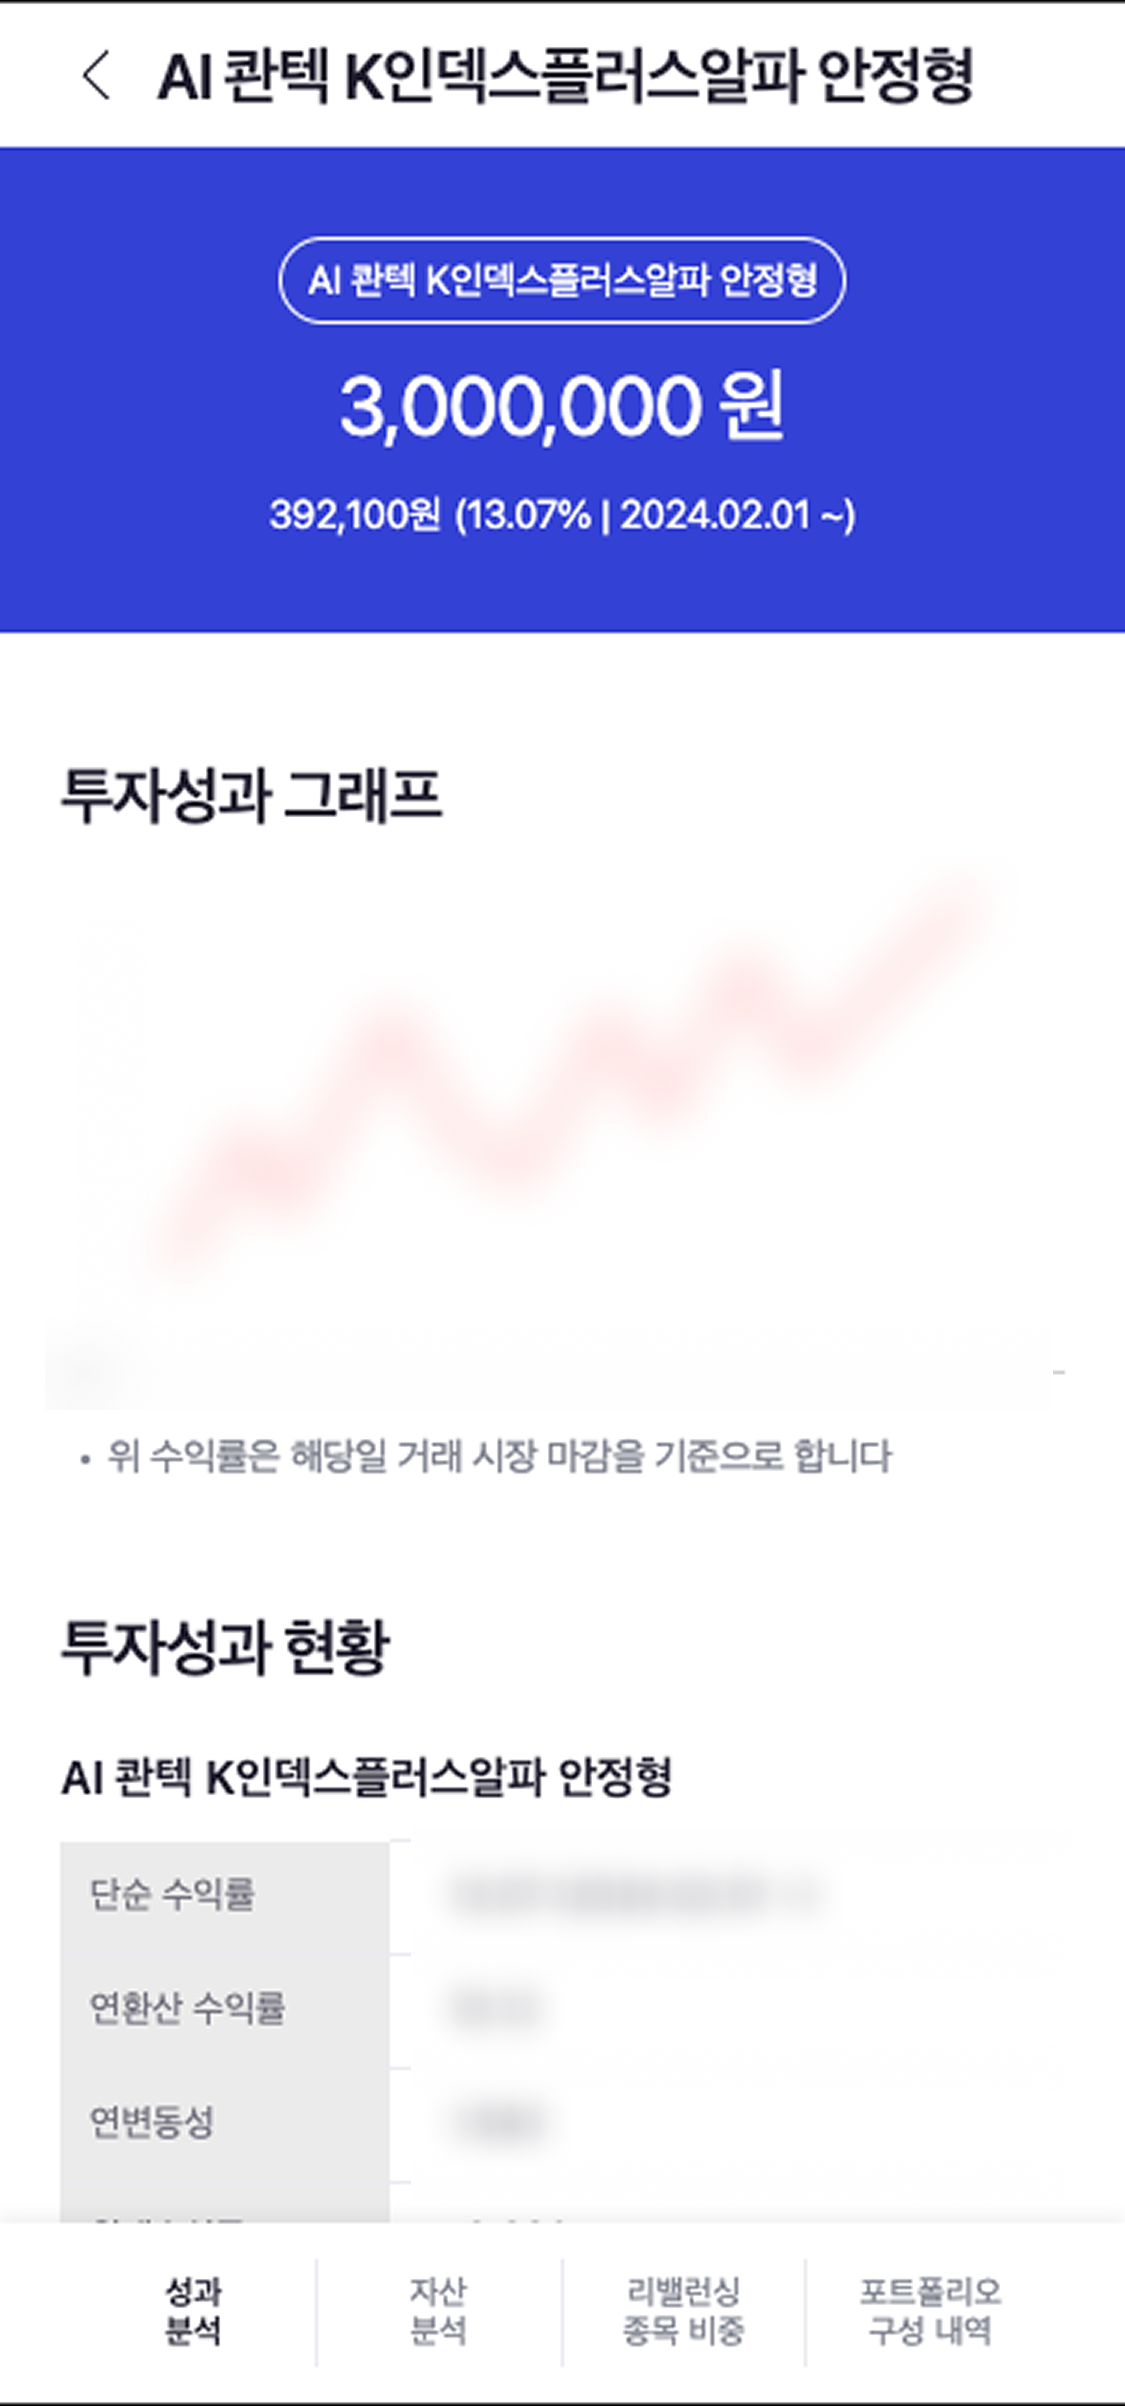 AI 콴텍 K인덱스플러스알파 안정형
AI 콴텍 K인덱스플러스알파 안정형
3,000,000 원
392,100원 (13.07% | 2024.02.01 ~)
투자성과 그래프
• 위 수익률은 해당일 거래 시장 마감을 기준으로 합니다
투자성과 현황
AI 콴텍 K인덱스플러스알파 안정형
단순 수익률
연환산 수익률
연변동성
성과
분석
자산
분석
리밸런싱
종목 비중
포트폴리오
구성 내역